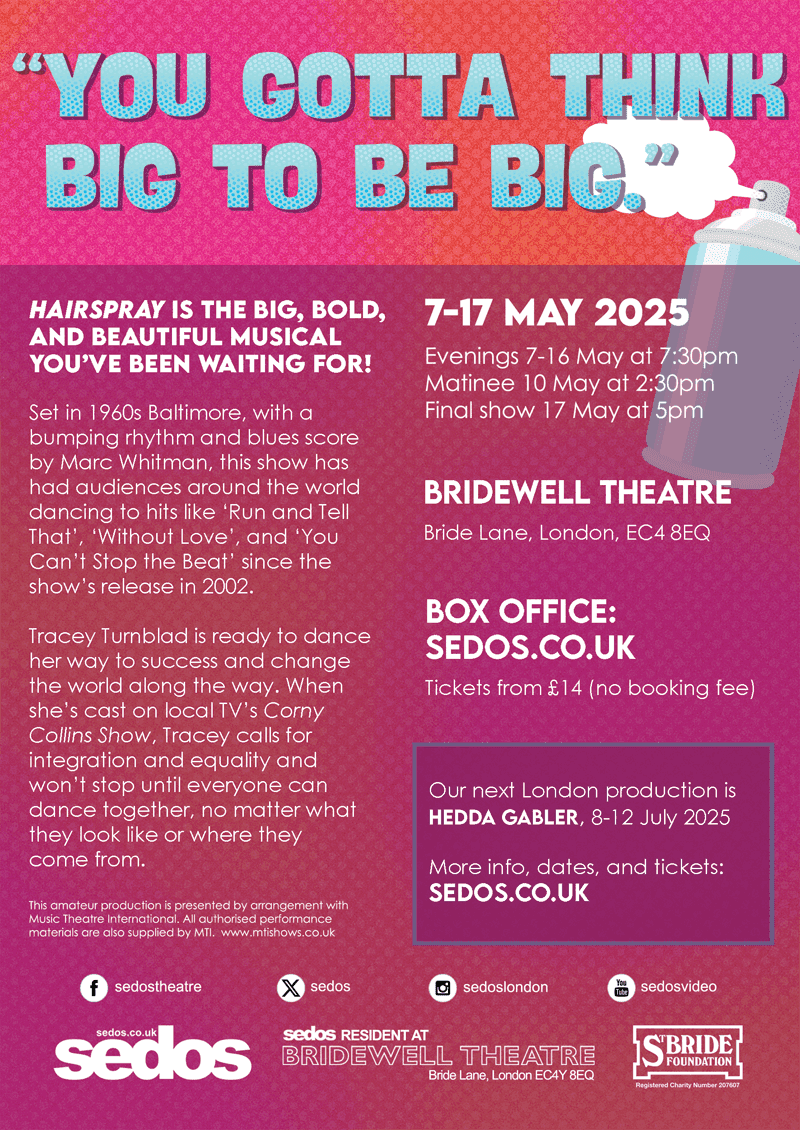 “YOU GOTTA THINK
BIG TO BE BIG.”
HAIRSPRAY IS THE BIG, BOLD,
AND BEAUTIFUL MUSICAL
YOU’VE BEEN WAITING FOR!
Set in 1960s Baltimore, with a
bumping rhythm and blues score
by Marc Whitman, this show has
had audiences around the world
dancing to hits like ‘Run and Tell
That’, ‘Without Love’, and ‘You
Can’t Stop the Beat’ since the
show’s release in 2002.
Tracey Turnblad is ready to dance
her way to success and change
the world along the way. When
she’s cast on local TV’s Corny
Collins Show, Tracey calls for
integration and equality and
won’t stop until everyone can
dance together, no matter what
they look like or where they
come from.
This amateur production is presented by arrangement with
Music Theatre International. All authorised performance
materials are also supplied by MTI. www.mtishows.co.uk
7-17 MAY 2025
Evenings 7-16 May at 7:30pm
Matinee 10 May at 2:30pm
Final show 17 May at 5pm
BRIDEWELL THEATRE
Bride Lane, London, EC4 8EQ
BOX OFFICE:
SEDOS.CO.UK
Tickets from £14 (no booking fee)
Our next London production is
HEDDA GABLER, 8-12 July 2025
More info, dates, and tickets:
SEDOS.CO.UK
f sedostheatre
X sedos
sedoslondon
You Tube sedosvideo
sedos.co.uk
sedos
sedos RESIDENT AT
BRIDEWELL THEATRE
Bride Lane, London EC4Y 8EQ
ST BRIDE
FOUNDATION
Registered Charity Number 207607